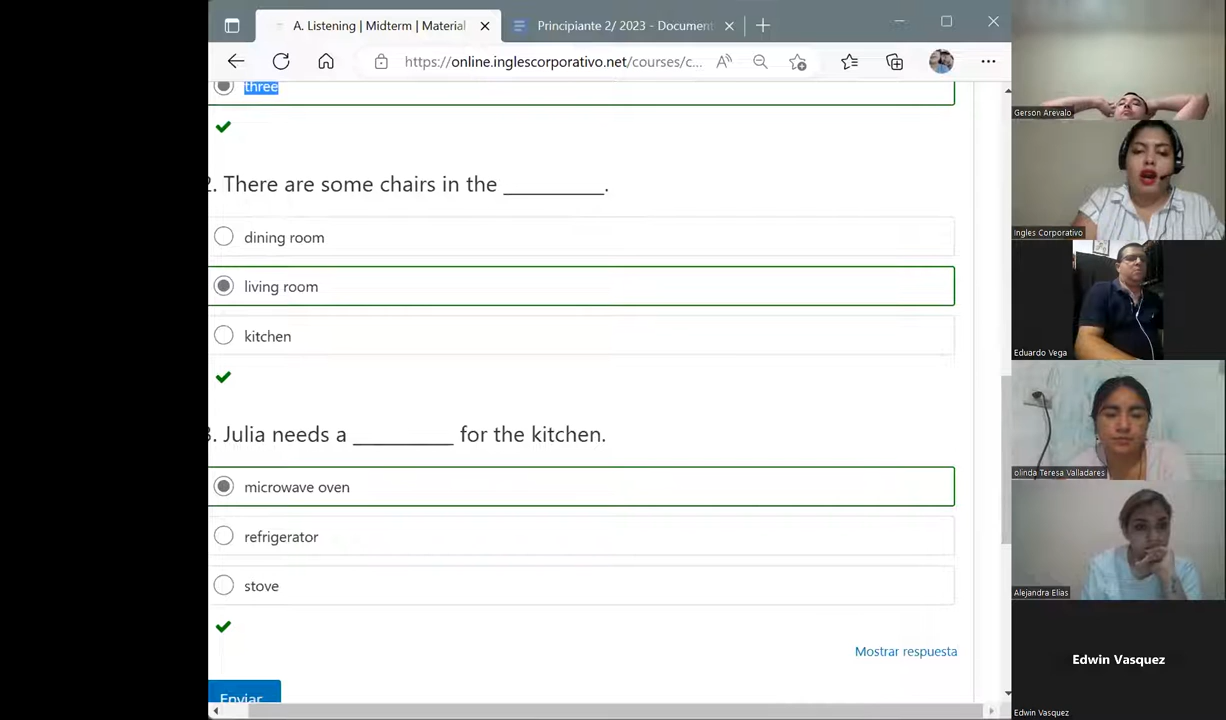 A. Listening | Midterm | Material
Principiante 2/ 2023 - Document
https://online.inglescorporativo.net/courses/c...
three
2. There are some chairs in the __________.
dining room
living room
kitchen
3. Julia needs a __________ for the kitchen.
microwave oven
refrigerator
stove
Mostrar respuesta
Enviar
Gerson Arevalo
Ingles Corporativo
Eduardo Vega
olinda Teresa Valladares
Alejandra Elias
Edwin Vasquez
Edwin Vasquez